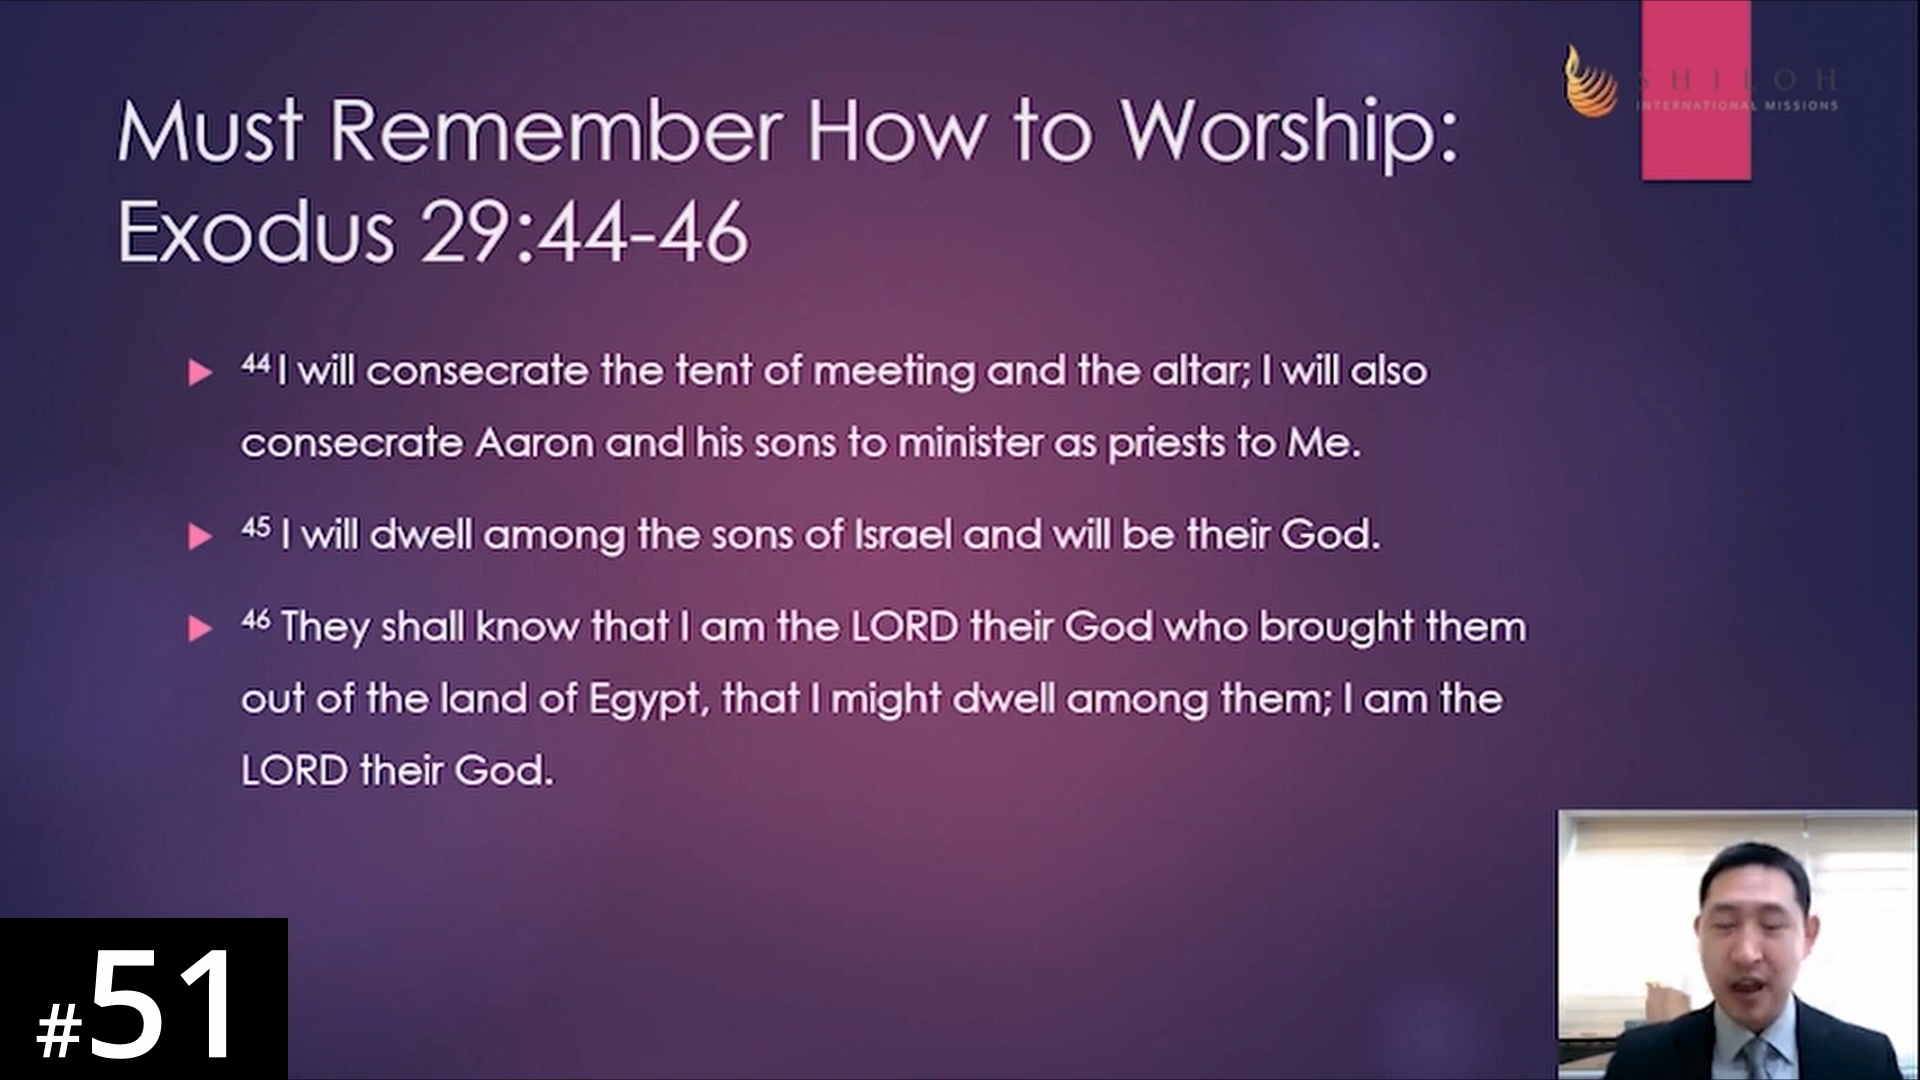 SHILOH
INTERNATIONAL MISSIONS
Must Remember How to Worship:
Exodus 29:44-46
44 I will consecrate the tent of meeting and the altar; I will also
consecrate Aaron and his sons to minister as priests to Me.
45 I will dwell among the sons of Israel and will be their God.
46 They shall know that I am the LORD their God who brought them
out of the land of Egypt, that I might dwell among them; I am the
LORD their God.
#51